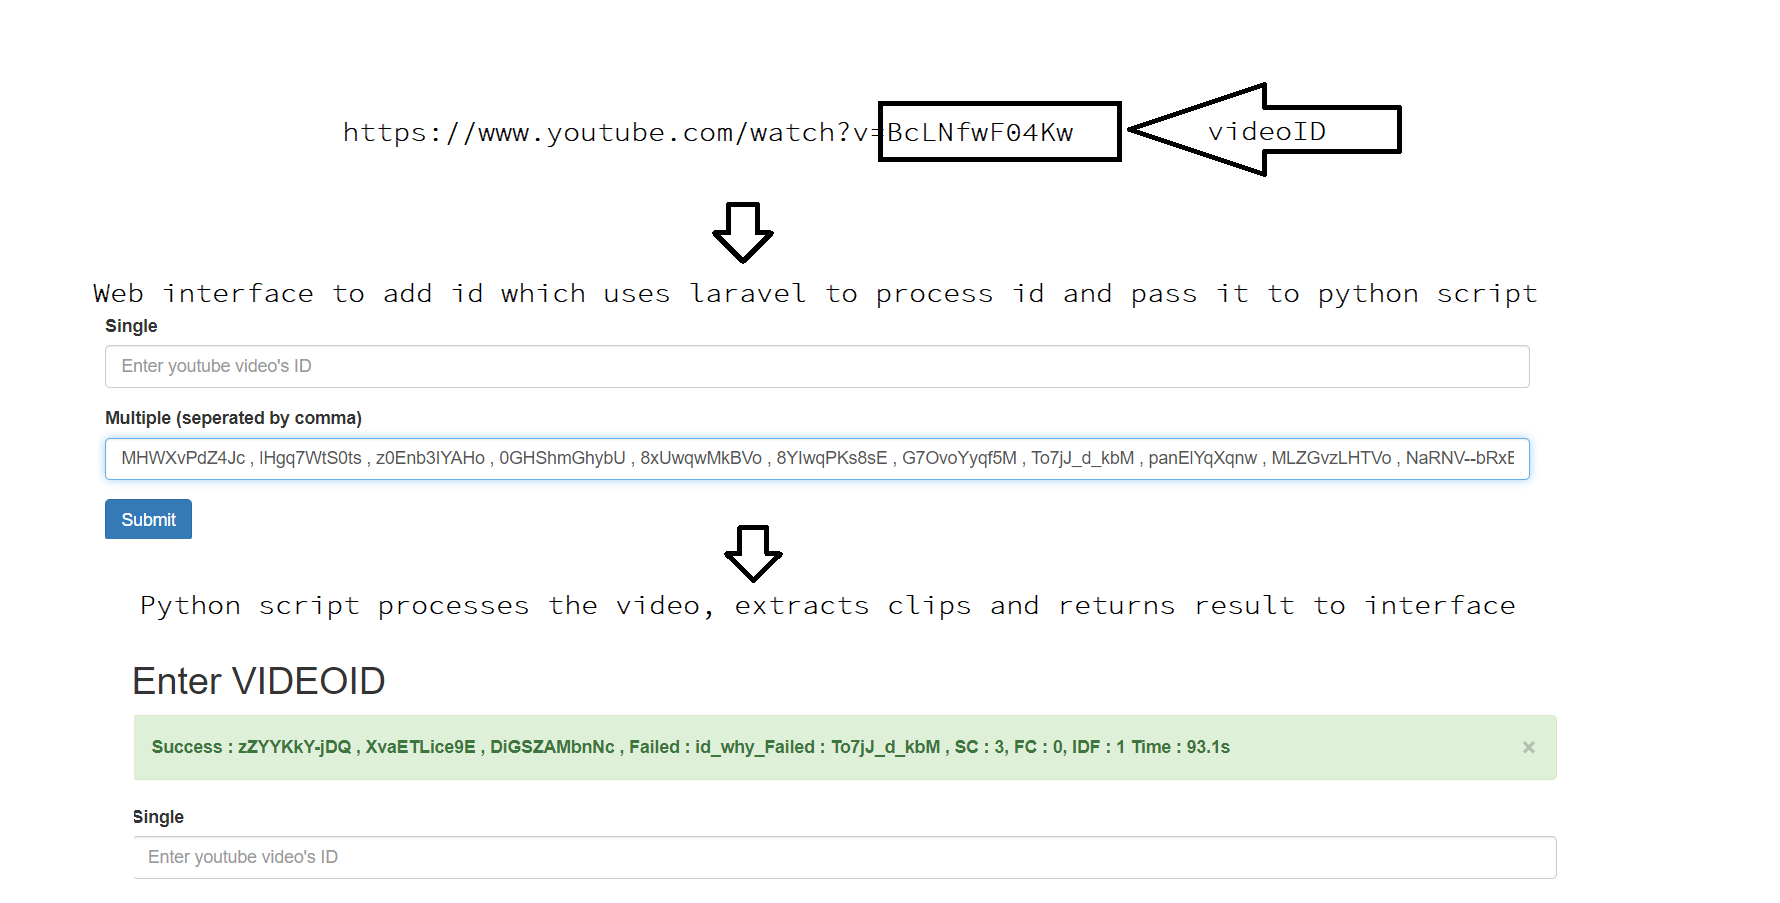 https://www.youtube.com/watch?v=BcLNfwF04Kw videoID
Web interface to add id which uses laravel to process id and pass it to python script
Single
Enter youtube video's ID
Multiple (seperated by comma)
MHWXvPdZ4Jc , lHgq7WtS0ts , z0Enb3IYAHo , 0GHShmGhybU , 8xUwqwMkBVo , 8YIwqPKs8sE , G7OvoYyqf5M , To7jJ_d_kbM , panElYqXqnw , MLZGvzLHTVo , NaRNV--bRxE
Submit
Python script processes the video, extracts clips and returns result to interface
Enter VIDEOID
Success : zZYYKkY-jDQ , XvaETLice9E , DiGSZAMbnNc , Failed : id_why_Failed : To7jJ_d_kbM , SC : 3, FC : 0, IDF : 1 Time : 93.1s ×
Single
Enter youtube video's ID